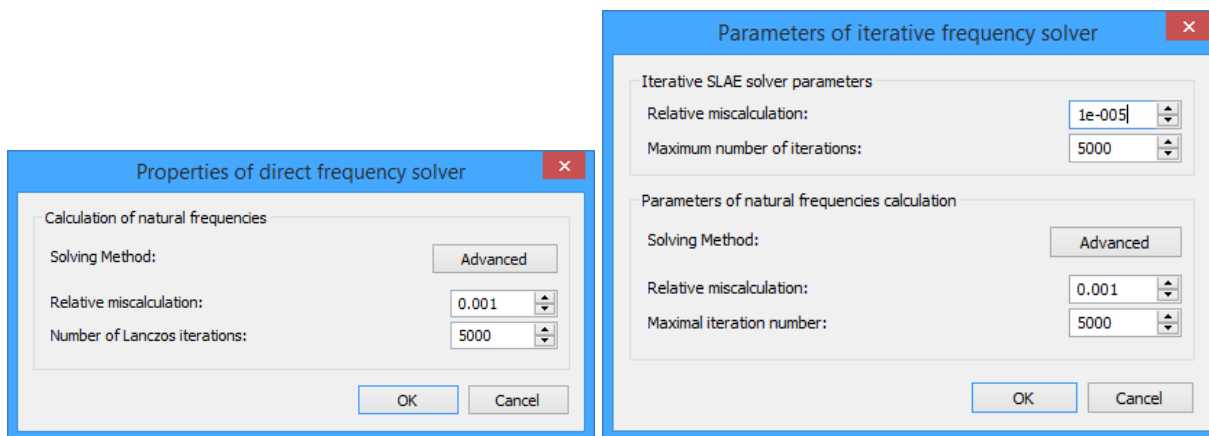 Properties of direct frequency solver
Calculation of natural frequencies
Solving Method: Advanced
Relative miscalculation: 0.001
Number of Lanczos iterations: 5000
OK Cancel
Parameters of iterative frequency solver
Iterative SLAE solver parameters
Relative miscalculation: 1e-005
Maximum number of iterations: 5000
Parameters of natural frequencies calculation
Solving Method: Advanced
Relative miscalculation: 0.001
Maximal iteration number: 5000
OK Cancel